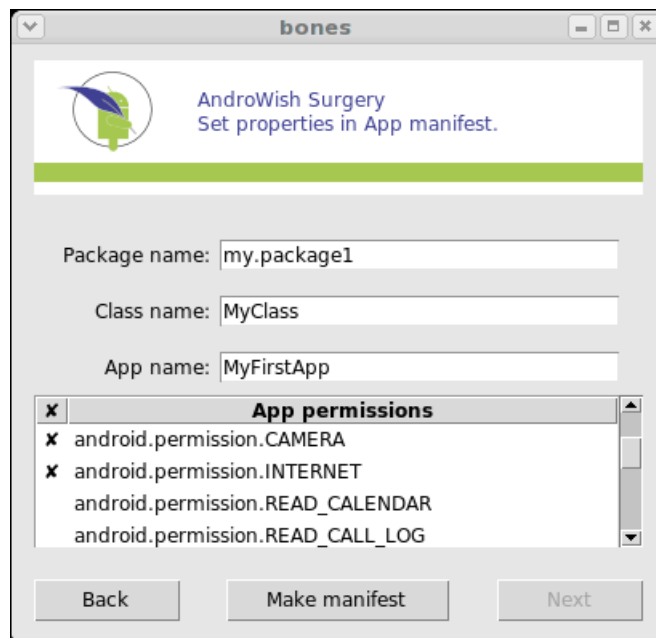 bones
AndroWish Surgery
Set properties in App manifest.
Package name: my.package1
Class name: MyClass
App name: MyFirstApp
✘ App permissions
✘ android.permission.CAMERA
✘ android.permission.INTERNET
android.permission.READ_CALENDAR
android.permission.READ_CALL_LOG
Back Make manifest Next